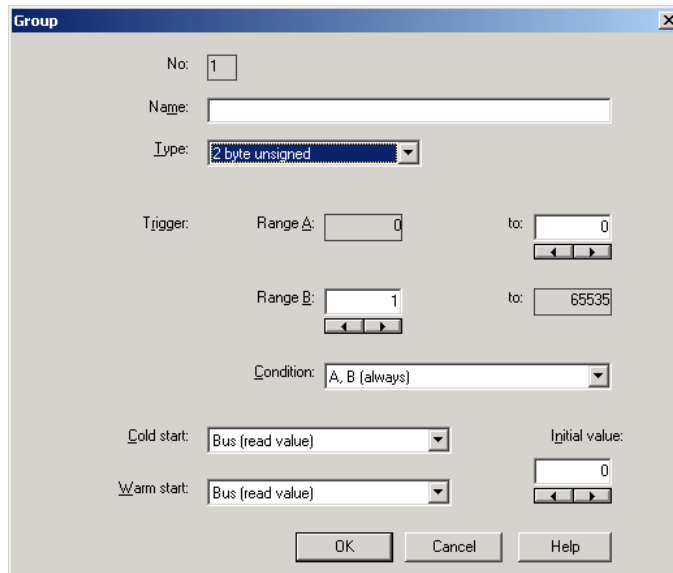 Group
No: 1
Name:
Type: 2 byte unsigned
Trigger: Range A: 0 to: 0
Range B: 1 to: 65535
Condition: A, B (always)
Cold start: Bus (read value) Initial value:
0
Warm start: Bus (read value)
OK Cancel Help